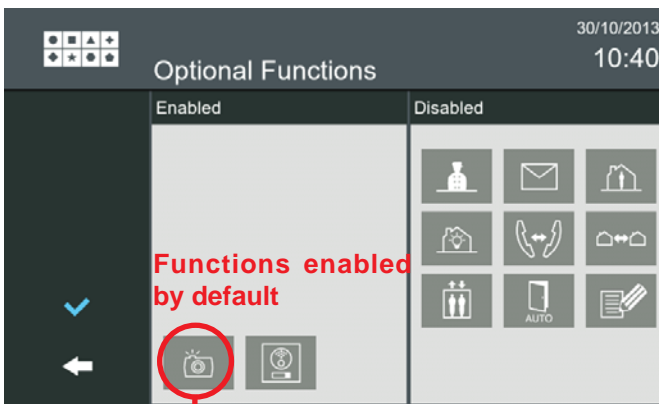 30/10/2013
10:40
Optional Functions
Enabled
Disabled
Functions enabled
by default
AUTO